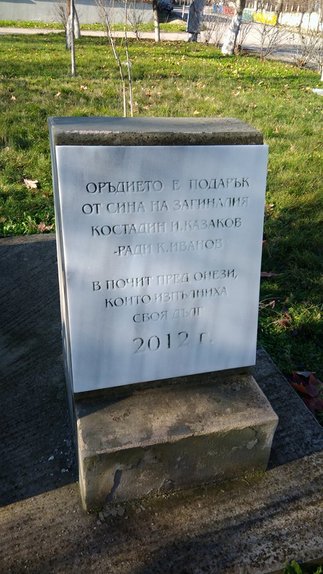 ОРЪДИЕТО Е ПОДАРЪК
ОТ СИНА НА ЗАГИНАЛИЯ
КОСТАДИН И.КАЗАКОВ
-РАДИ К.ИВАНОВ
В ПОЧИТ ПРЕД ОНЕЗИ,
КОИТО ИЗПЪЛНИХА
СВОЯ ДЪЛГ
2012 г.